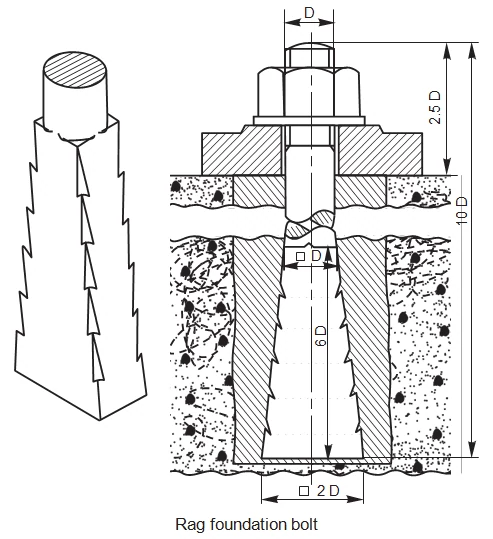 D
2.5 D
10 D
□ D
6 D
□ 2 D
Rag foundation bolt